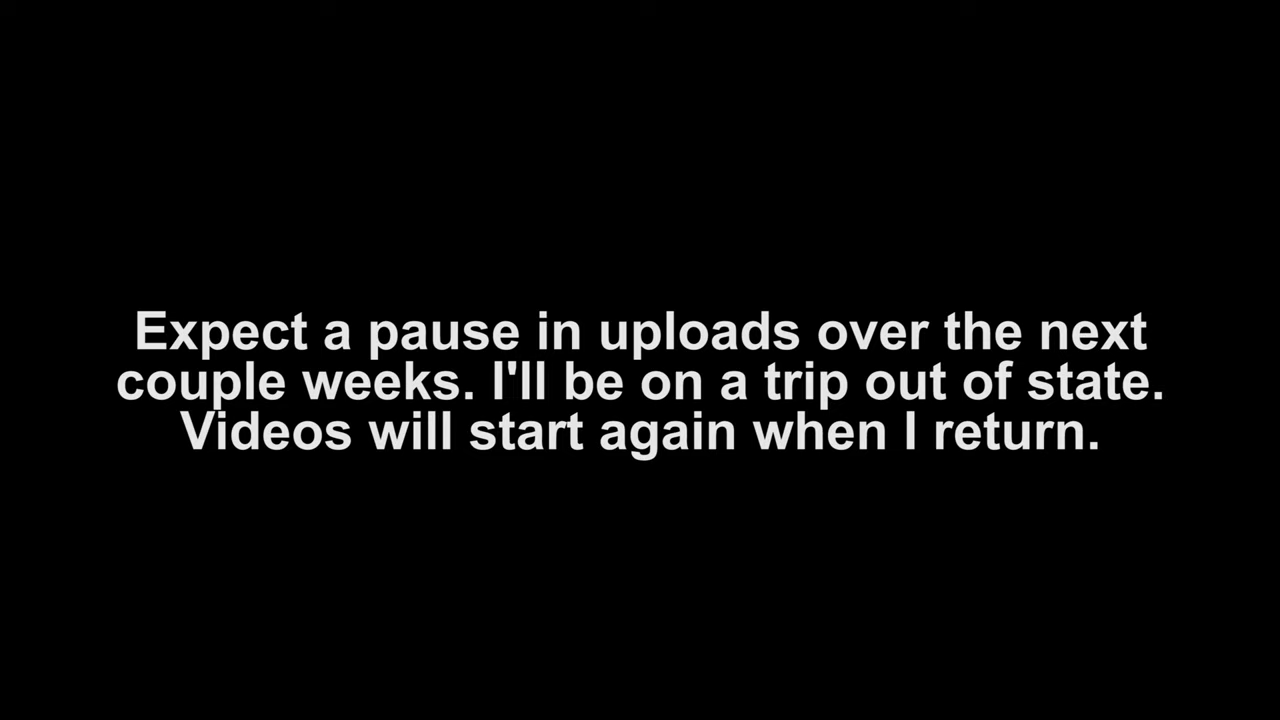 Expect a pause in uploads over the next
couple weeks. I'll be on a trip out of state.
Videos will start again when I return.